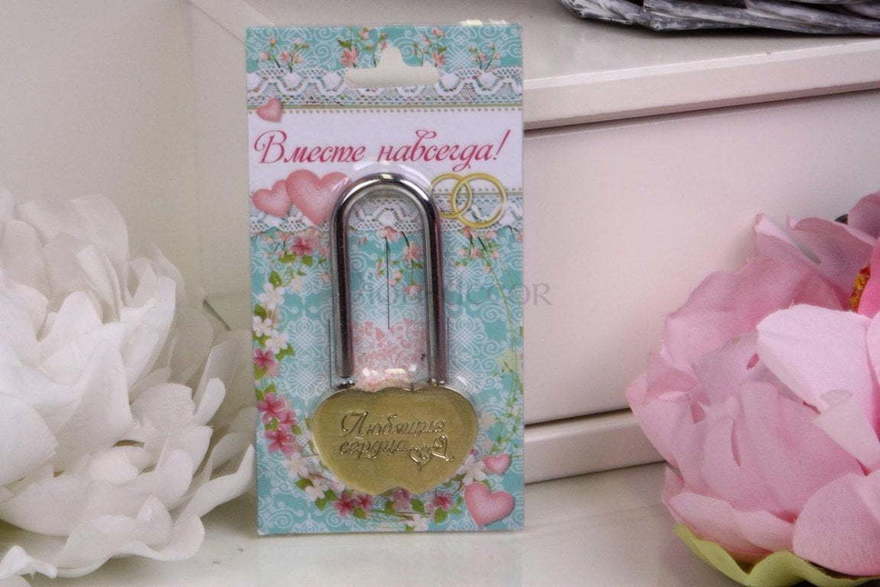 Вместе навсегда!
Любящие
сердца